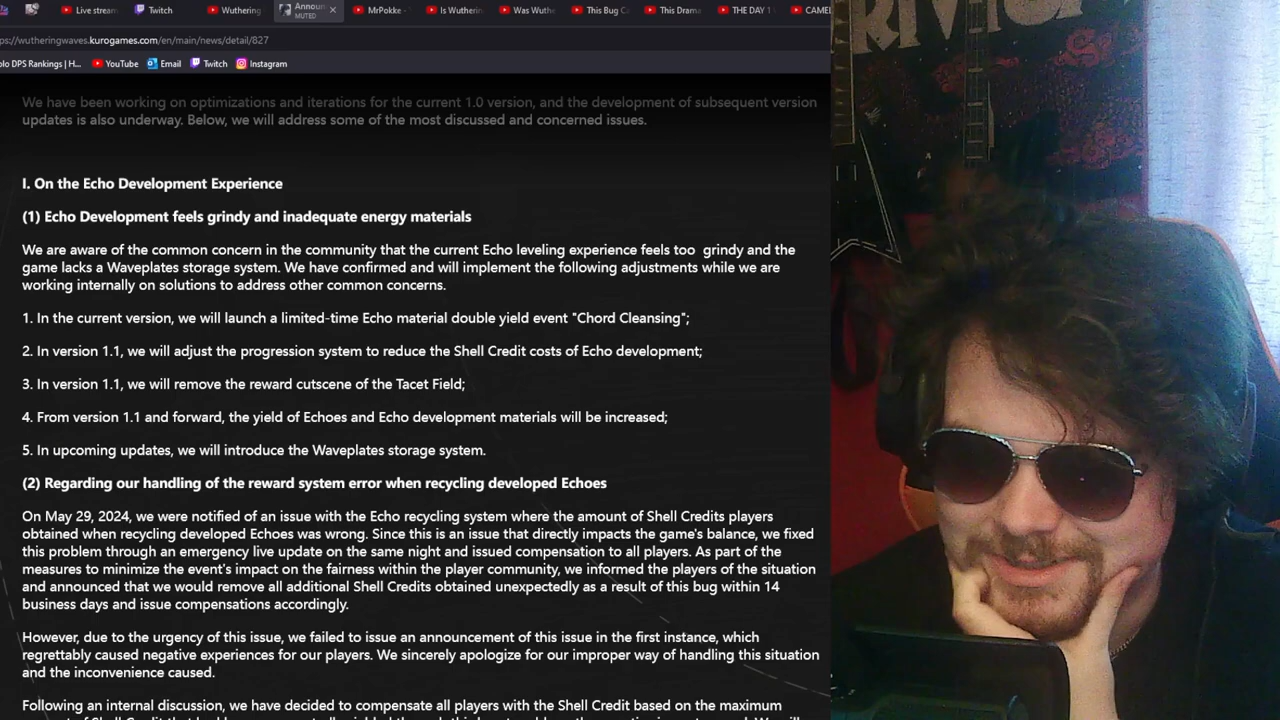 Live stream
Twitch
Wuthering
Announ
MUTED
MrPokke -
Is Wutherin
Was Wuthe
This Bug C
This Drama
THE DAY 1
CAMEL
ps://wutheringwaves.kurogames.com/en/main/news/detail/827
olo DPS Rankings | H...
YouTube
Email
Twitch
Instagram
We have been working on optimizations and iterations for the current 1.0 version, and the development of subsequent version
updates is also underway. Below, we will address some of the most discussed and concerned issues.
I. On the Echo Development Experience
(1) Echo Development feels grindy and inadequate energy materials
We are aware of the common concern in the community that the current Echo leveling experience feels too grindy and the
game lacks a Waveplates storage system. We have confirmed and will implement the following adjustments while we are
working internally on solutions to address other common concerns.
1. In the current version, we will launch a limited-time Echo material double yield event "Chord Cleansing";
2. In version 1.1, we will adjust the progression system to reduce the Shell Credit costs of Echo development;
3. In version 1.1, we will remove the reward cutscene of the Tacet Field;
4. From version 1.1 and forward, the yield of Echoes and Echo development materials will be increased;
5. In upcoming updates, we will introduce the Waveplates storage system.
(2) Regarding our handling of the reward system error when recycling developed Echoes
On May 29, 2024, we were notified of an issue with the Echo recycling system where the amount of Shell Credits players
obtained when recycling developed Echoes was wrong. Since this is an issue that directly impacts the game's balance, we fixed
this problem through an emergency live update on the same night and issued compensation to all players. As part of the
measures to minimize the event's impact on the fairness within the player community, we informed the players of the situation
and announced that we would remove all additional Shell Credits obtained unexpectedly as a result of this bug within 14
business days and issue compensations accordingly.
However, due to the urgency of this issue, we failed to issue an announcement of this issue in the first instance, which
regrettably caused negative experiences for our players. We sincerely apologize for our improper way of handling this situation
and the inconvenience caused.
Following an internal discussion, we have decided to compensate all players with the Shell Credit based on the maximum